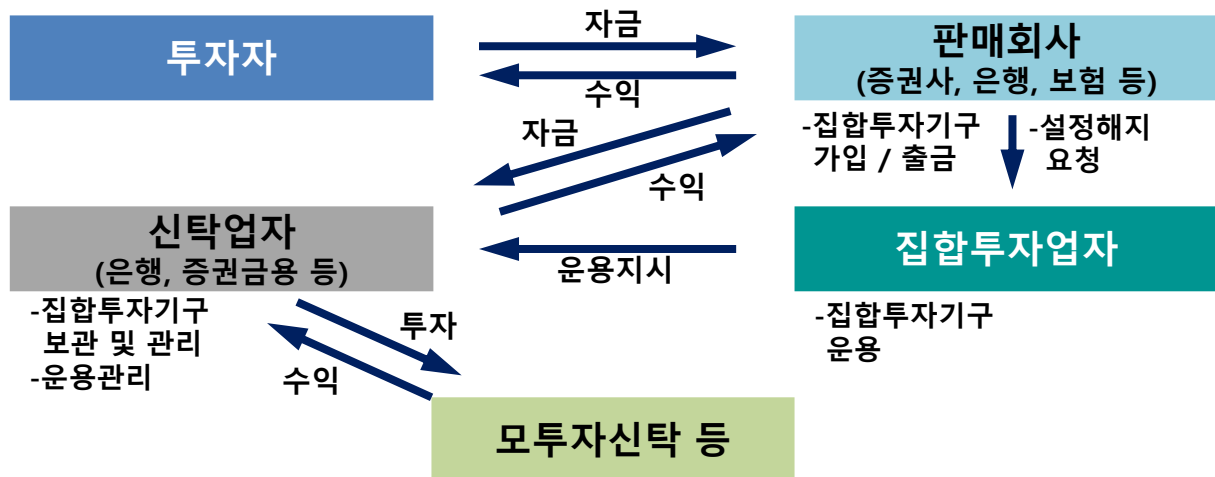 투자자
자금
수익
판매회사
(증권사, 은행, 보험 등)
자금
수익
-집합투자기구
가입 / 출금
-설정해지
요청
신탁업자
(은행, 증권금용 등)
운용지시
집합투자업자
-집합투자기구
보관 및 관리
-운용관리
투자
수익
-집합투자기구
운용
모투자신탁 등